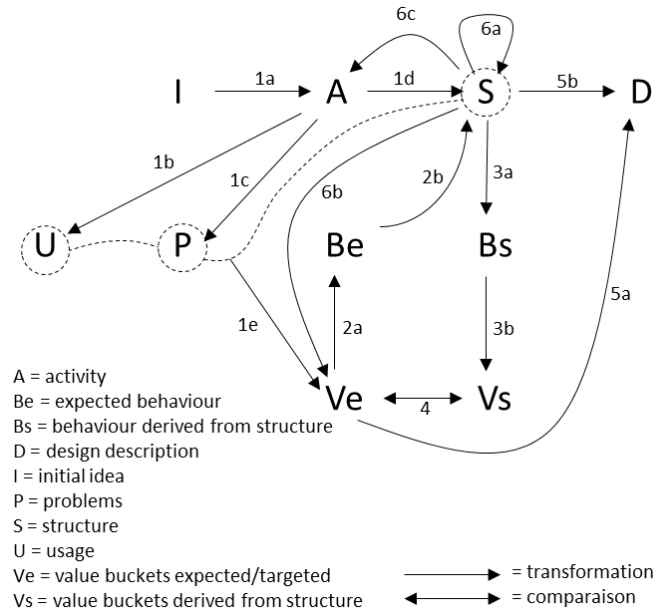 6c
6a
I
1a
A
1d
S
5b
D
1b
1c
6b
2b
3a
U
P
Be
Bs
1e
2a
3b
5a
Ve
4
Vs
A = activity
Be = expected behaviour
Bs = behaviour derived from structure
D = design description
I = initial idea
P = problems
S = structure
U = usage
Ve = value buckets expected/targeted
Vs = value buckets derived from structure
= transformation
= comparaison